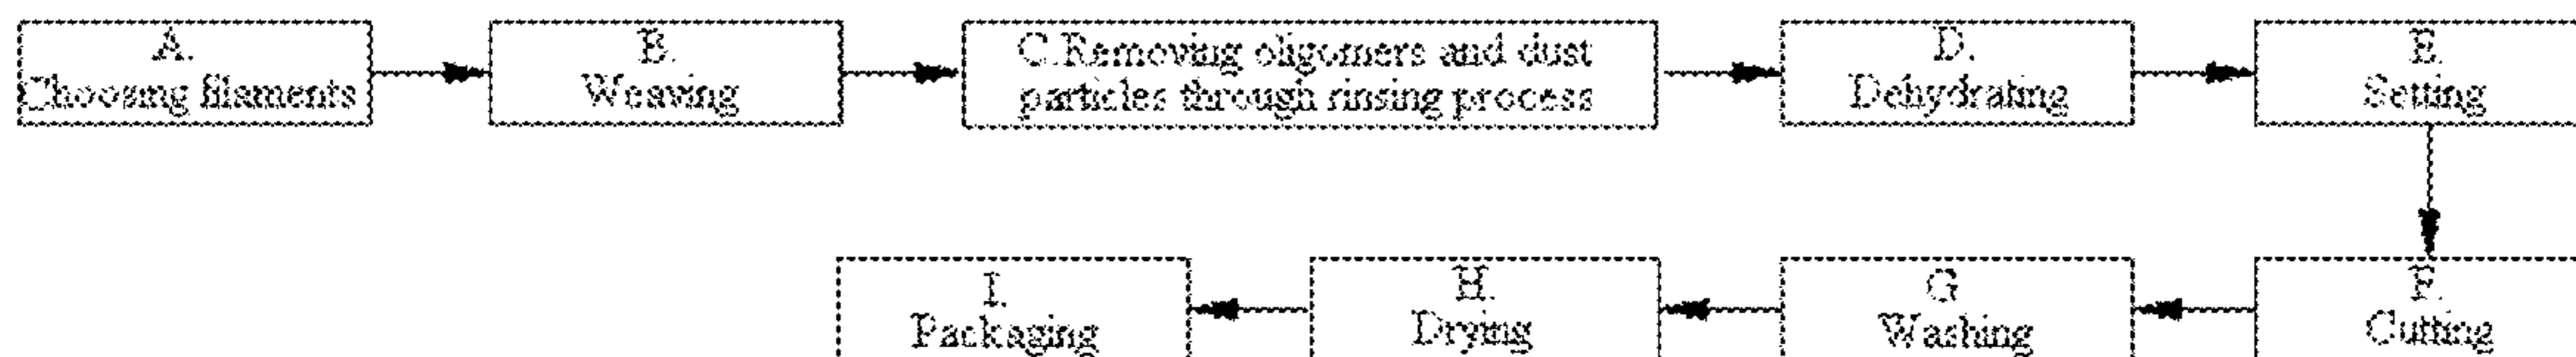 A.
Choosing filaments
B.
Weaving
C.Removing oligomers and dust
particles through rinsing process
D.
Dehydrating
E.
Setting
F.
Cutting
G
Washing
H.
Drying
I.
Packaging